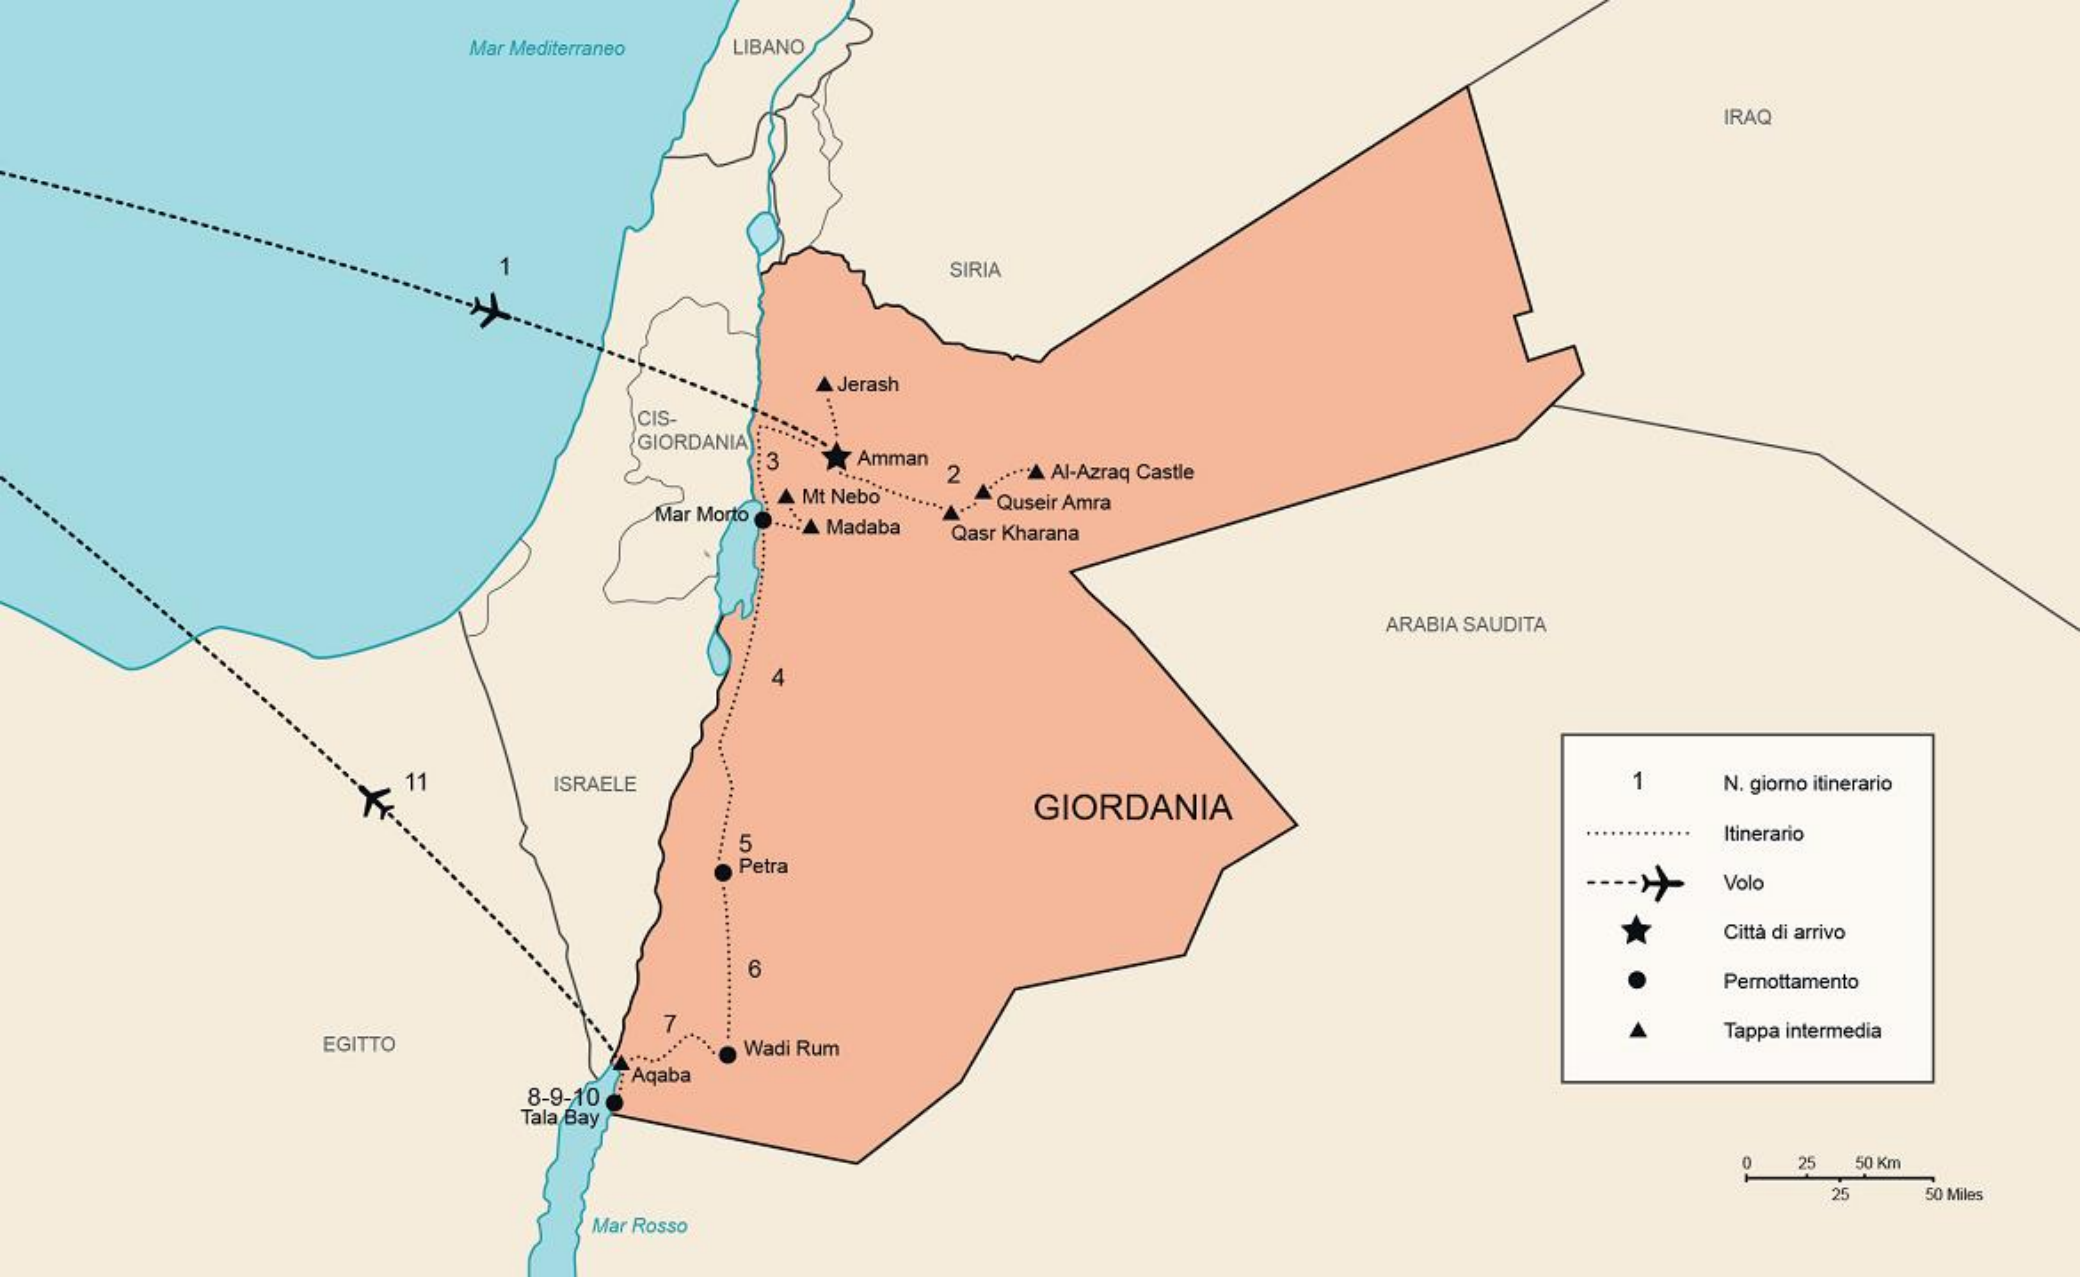 Mar Mediterraneo
LIBANO
IRAQ
1
SIRIA
Jerash
CIS-
GIORDANIA
3
Amman
2
Al-Azraq Castle
Mt Nebo
Quseir Amra
Mar Morto
Madaba
Qasr Kharana
ARABIA SAUDITA
4
11
ISRAELE
GIORDANIA
5
Petra
6
7
EGITTO
Wadi Rum
Aqaba
8-9-10
Tala Bay
Mar Rosso
1 N. giorno itinerario
Itinerario
Volo
Città di arrivo
Pernottamento
Tappa intermedia
0 25 50 Km
25 50 Miles